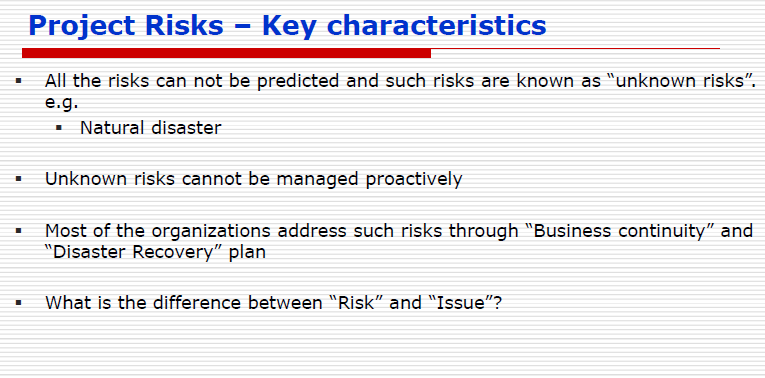 Project Risks – Key characteristics
▪ All the risks can not be predicted and such risks are known as “unknown risks”.
e.g.
▪ Natural disaster
▪ Unknown risks cannot be managed proactively
▪ Most of the organizations address such risks through “Business continuity” and
“Disaster Recovery” plan
▪ What is the difference between “Risk” and “Issue”?